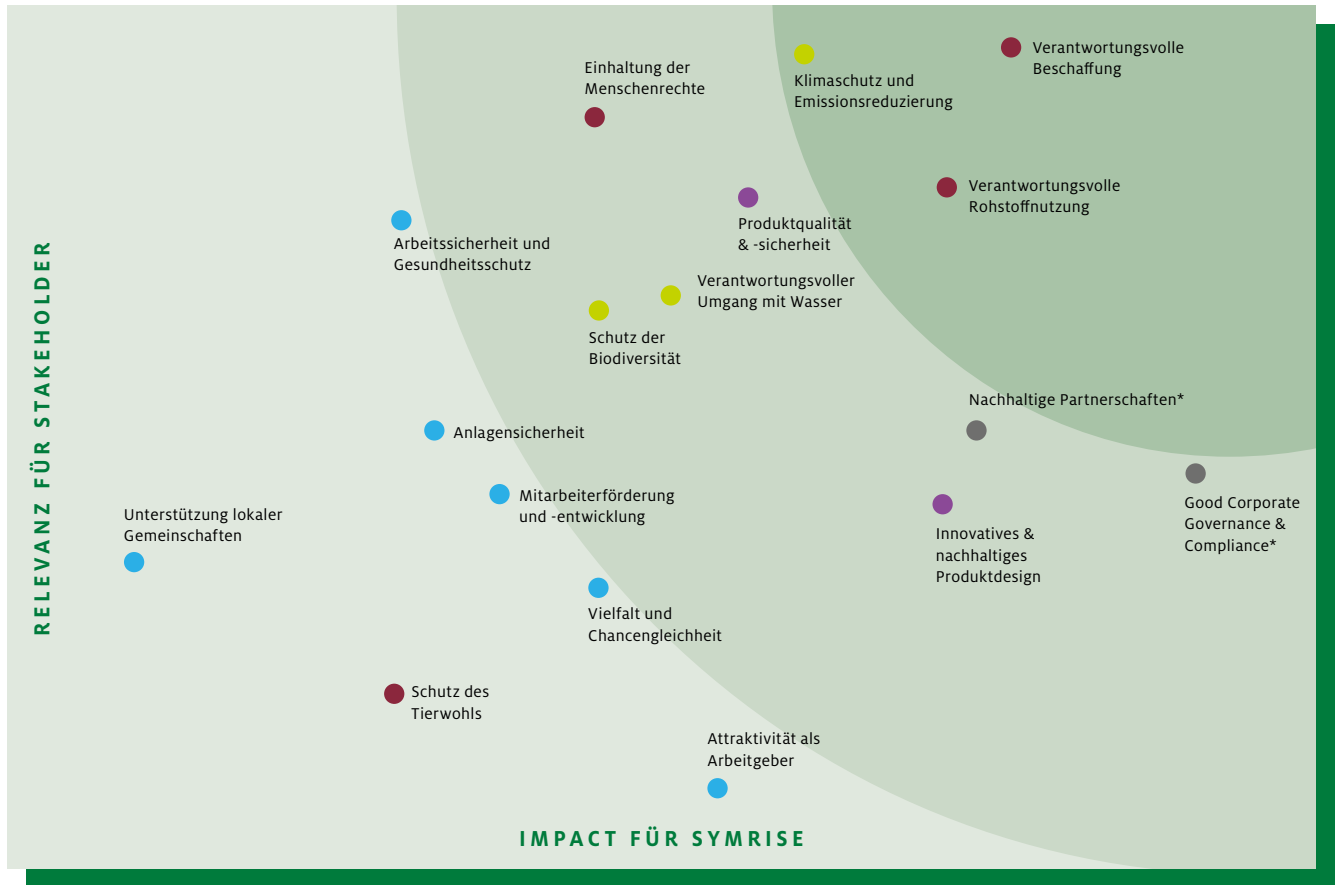 Verantwortungsvolle
Beschaffung
Einhaltung der
Menschenrechte
Klimaschutz und
Emissionsreduzierung
Verantwortungsvolle
Rohstoffnutzung
Produktqualität
& -sicherheit
Arbeitssicherheit und
Gesundheitsschutz
Verantwortungsvoller
Umgang mit Wasser
Schutz der
Biodiversität
Nachhaltige Partnerschaften*
Anlagensicherheit
Mitarbeiterförderung
und -entwicklung
Good Corporate
Governance &
Compliance*
Unterstützung lokaler
Gemeinschaften
Innovatives &
nachhaltiges
Produktdesign
Vielfalt und
Chancengleichheit
Schutz des
Tierwohls
Attraktivität als
Arbeitgeber
RELEVANZ FÜR STAKEHOLDER
IMPACT FÜR SYMRISE